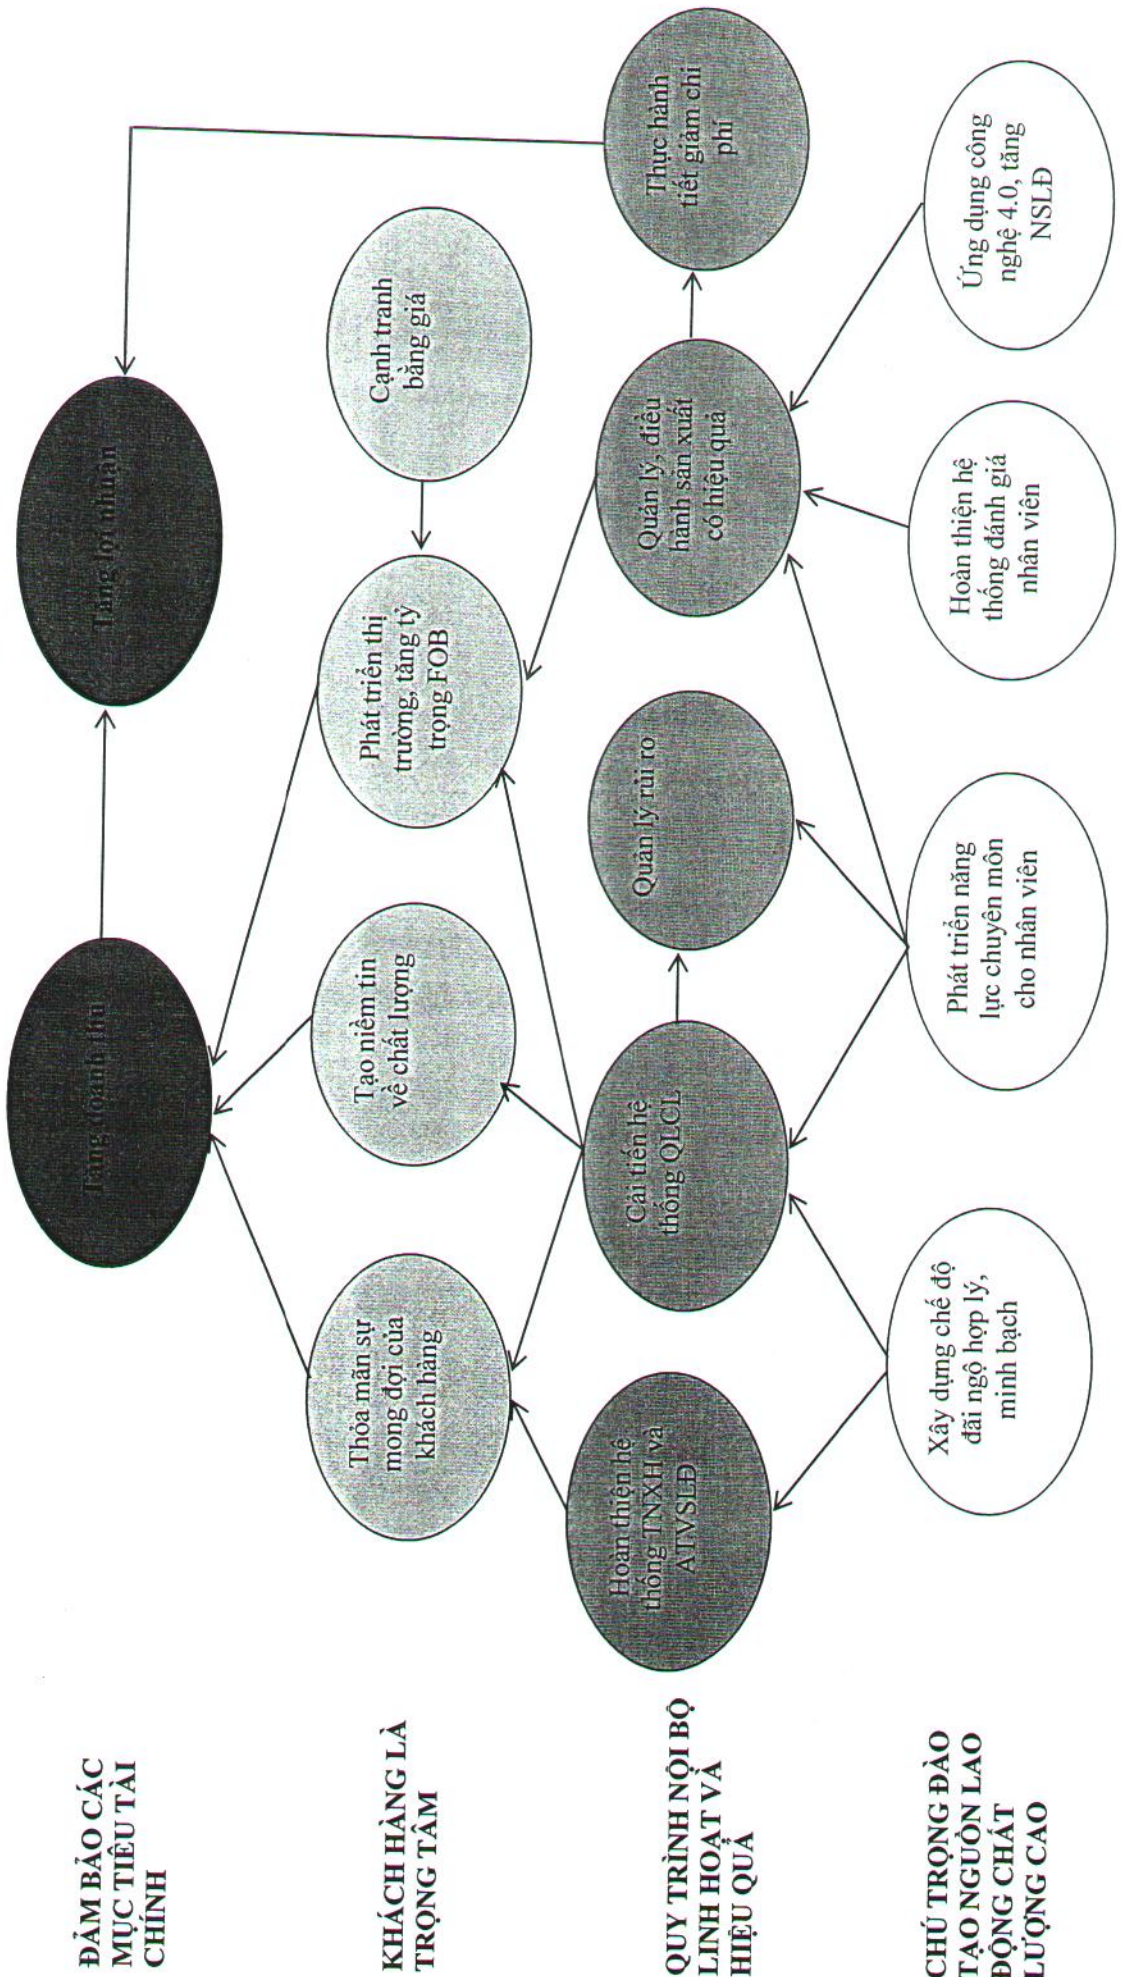 ĐẢM BẢO CÁC
MỤC TIÊU TÀI
CHÍNH
Tăng doanh thu
Tăng lợi nhuận
KHÁCH HÀNG LÀ
TRỌNG TÂM
Thỏa mãn sự
mong đợi của
khách hàng
Tạo niềm tin
về chất lượng
Phát triển thị
trường, tăng tỷ
trọng FOB
Cạnh tranh
bằng giá
QUY TRÌNH NỘI BỘ
LINH HOẠT VÀ
HIỆU QUẢ
Hoàn thiện hệ
thống TNXH và
ATVSLĐ
Cải tiến hệ
thống QLCL
Quản lý rủi ro
Quản lý, điều
hành sản xuất
có hiệu quả
Thực hành
tiết giảm chi
phí
CHÚ TRỌNG ĐÀO
TẠO NGUỒN LAO
ĐỘNG CHẤT
LƯỢNG CAO
Xây dựng chế độ
đãi ngộ hợp lý,
minh bạch
Phát triển năng
lực chuyên môn
cho nhân viên
Hoàn thiện hệ
thống đánh giá
nhân viên
Ứng dụng công
nghệ 4.0, tăng
NSLĐ